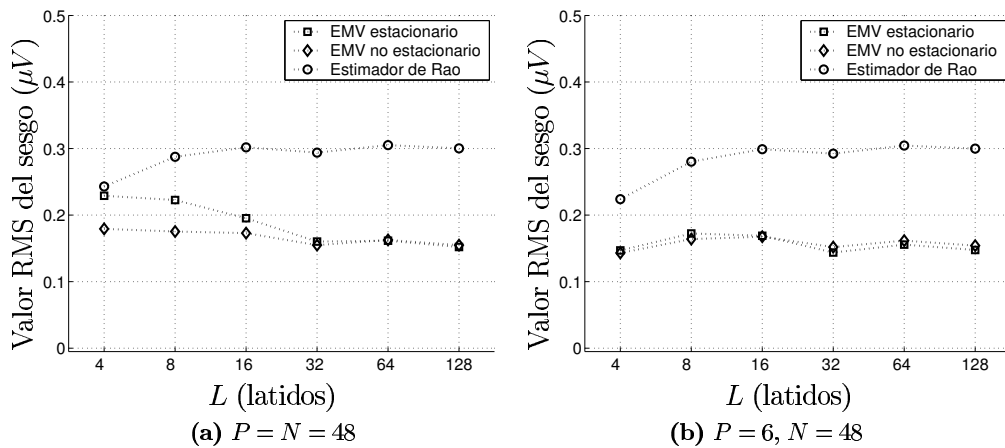 Valor RMS del sesgo (μV)
0.5
0.4
0.3
0.2
0.1
0
EMV estacionario
EMV no estacionario
Estimador de Rao
4 8 16 32 64 128
L (latidos)
(a) P = N = 48
Valor RMS del sesgo (μV)
0.5
0.4
0.3
0.2
0.1
0
EMV estacionario
EMV no estacionario
Estimador de Rao
4 8 16 32 64 128
L (latidos)
(b) P = 6, N = 48